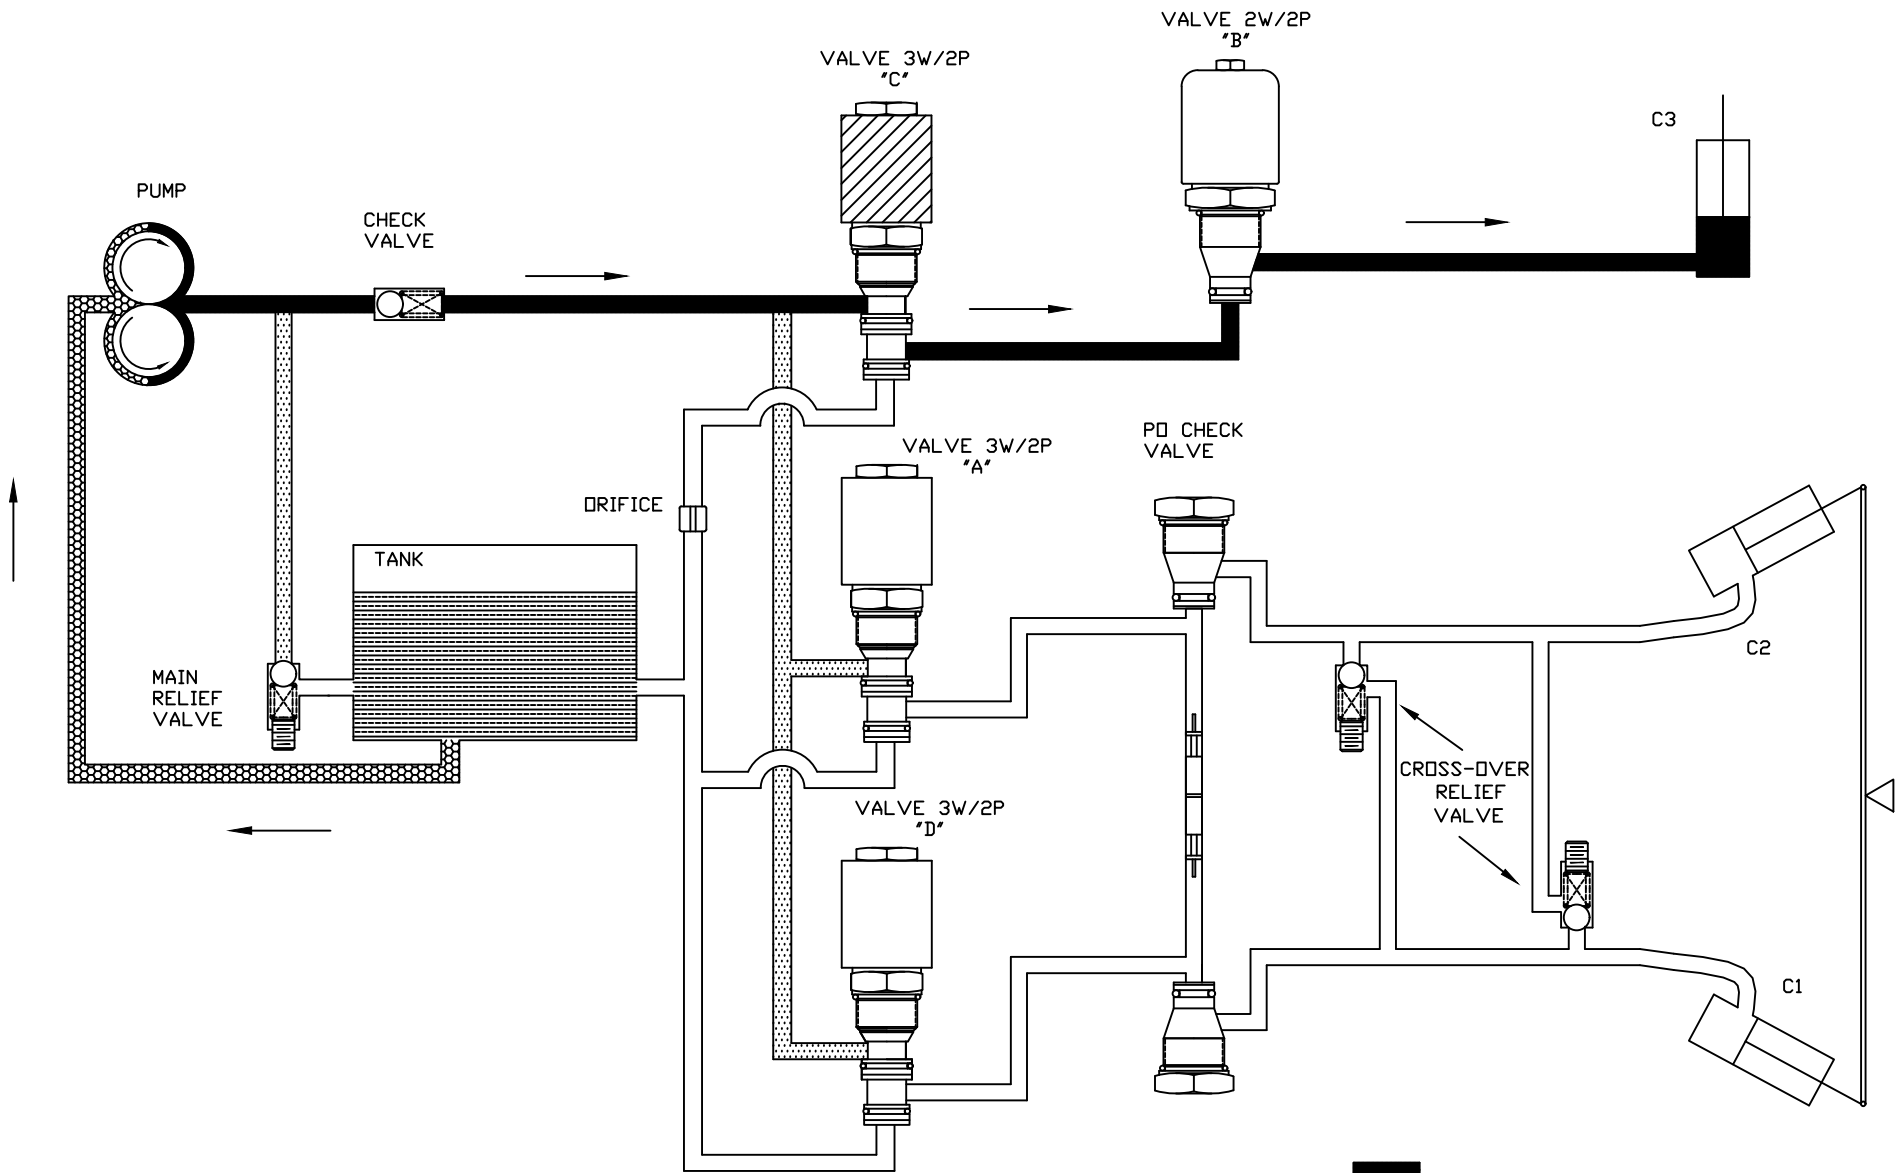 VALVE 2W/2P
"B"
VALVE 3W/2P
"C"
C3
PUMP
CHECK
VALVE
VALVE 3W/2P
"A"
PO CHECK
VALVE
ORIFICE
TANK
MAIN
RELIEF
VALVE
C2
CROSS-OVER
RELIEF
VALVE
VALVE 3W/2P
"D"
C1